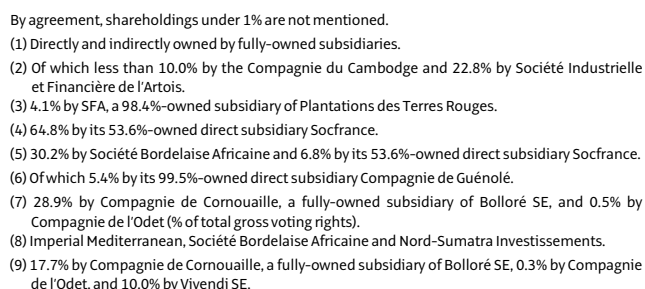 By agreement, shareholdings under 1% are not mentioned.
(1) Directly and indirectly owned by fully-owned subsidiaries.
(2) Of which less than 10.0% by the Compagnie du Cambodge and 22.8% by Société Industrielle
et Financière de l'Artois.
(3) 4.1% by SFA, a 98.4%-owned subsidiary of Plantations des Terres Rouges.
(4) 64.8% by its 53.6%-owned direct subsidiary Socfrance.
(5) 30.2% by Société Bordelaise Africaine and 6.8% by its 53.6%-owned direct subsidiary Socfrance.
(6) Of which 5.4% by its 99.5%-owned direct subsidiary Compagnie de Guénolé.
(7) 28.9% by Compagnie de Cornouaille, a fully-owned subsidiary of Bolloré SE, and 0.5% by
Compagnie de l'Odet (% of total gross voting rights).
(8) Imperial Mediterranean, Société Bordelaise Africaine and Nord-Sumatra Investissements.
(9) 17.7% by Compagnie de Cornouaille, a fully-owned subsidiary of Bolloré SE, 0.3% by Compagnie
de l'Odet, and 10.0% by Vivendi SE.